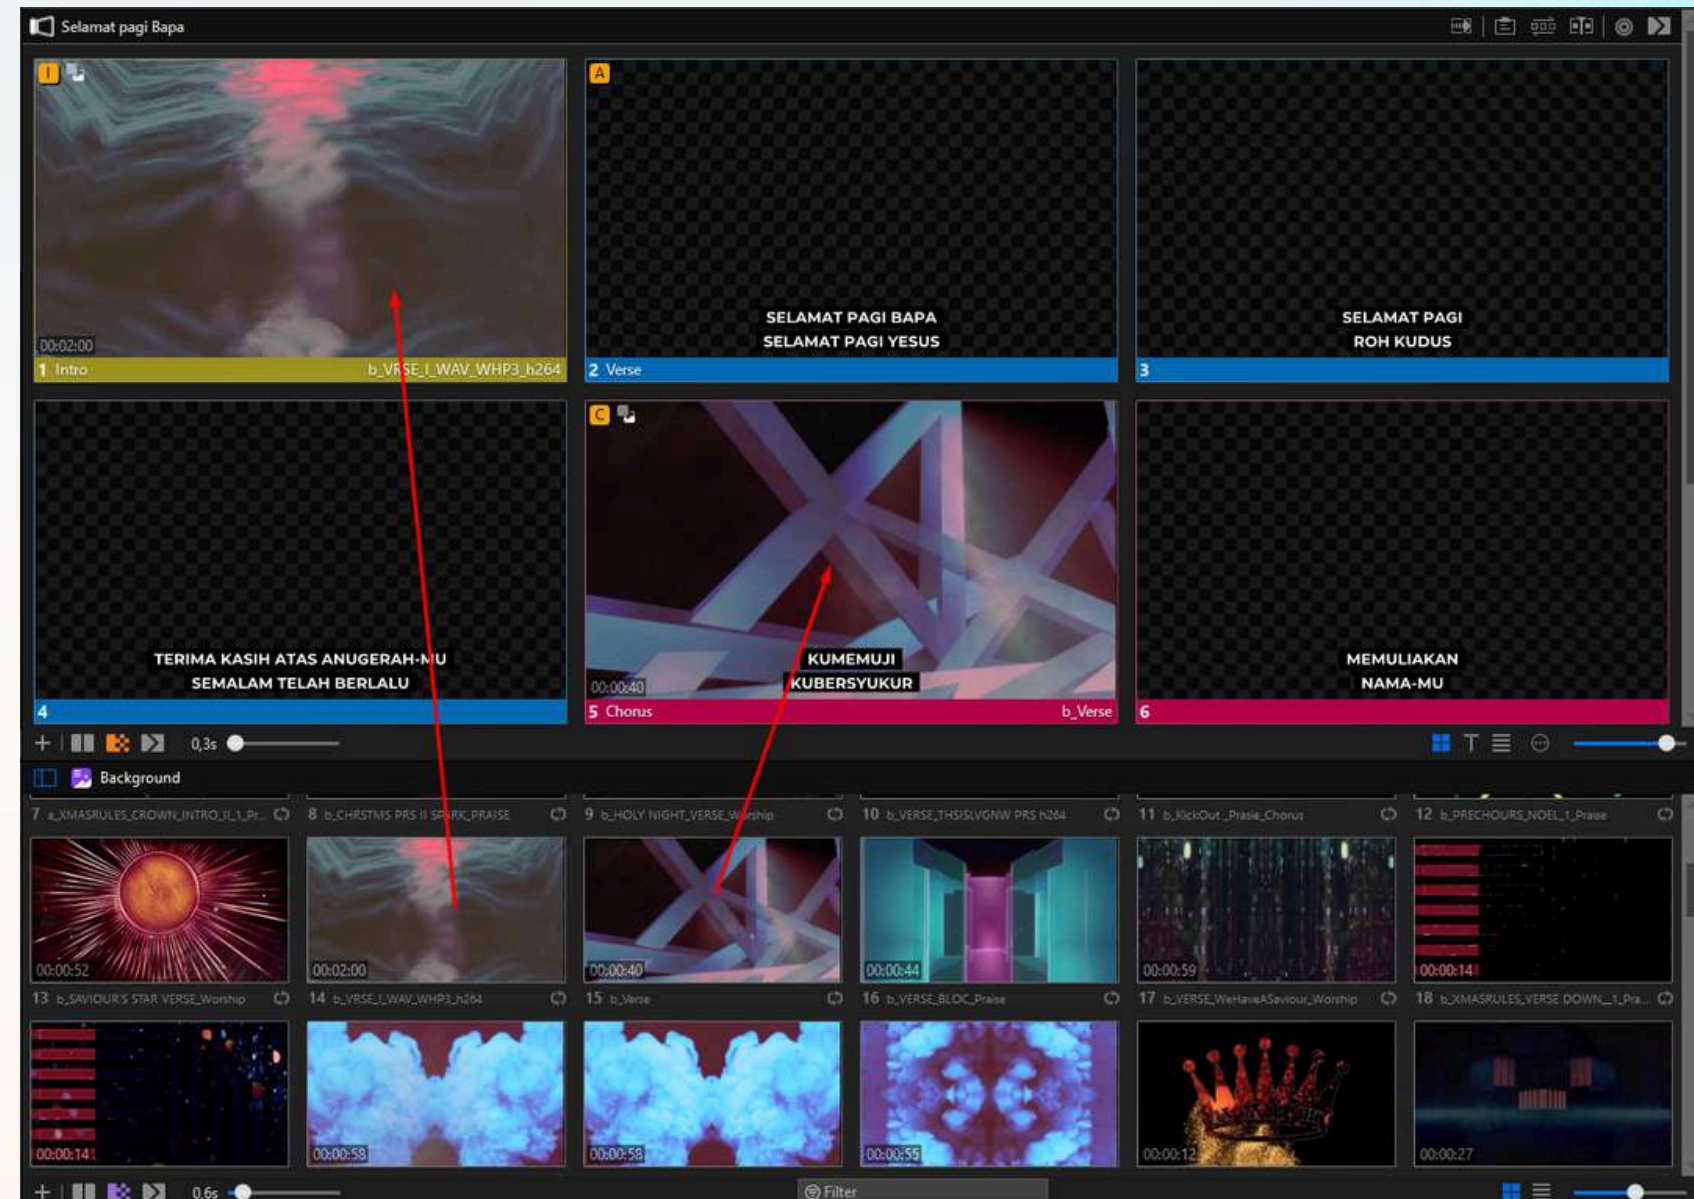 Selamat pagi Bapa
I
A
00:02:00
SELAMAT PAGI BAPA
SELAMAT PAGI YESUS
SELAMAT PAGI
ROH KUDUS
1 Intro b_VRSE_I_WAV_WHP3_h264
2 Verse
3
C
TERIMA KASIH ATAS ANUGERAH-MU
SEMALAM TELAH BERLALU
KUMEMUJI
KUBERSYUKUR
00:00:40
MEMULIAKAN
NAMA-MU
4
5 Chorus b_Verse
6
0,3s
Background
7 a_XMASRULES_CROWN_INTRO_II_1_Pr...
8 b_CHRSTMS PRS II SPARK_PRAISE
9 b_HOLY NIGHT_VERSE_Worship
10 b_VERSE_THSISLVGNW PRS h264
11 b_KickOut _Prasie_Chorus
12 b_PRECHOURS_NOEL_1_Praise
00:00:52
00:02:00
00:00:40
00:00:44
00:00:59
00:00:14
13 b_SAVIOUR'S STAR VERSE_Worship
14 b_VRSE_I_WAV_WHP3_h264
15 b_Verse
16 b_VERSE_BLOC_Praise
17 b_VERSE_WeHaveASaviour_Worship
18 b_XMASRULES_VERSE DOWN__1_Pra...
00:00:14
00:00:58
00:00:58
00:00:55
00:00:12
00:00:27
0,6s
Filter